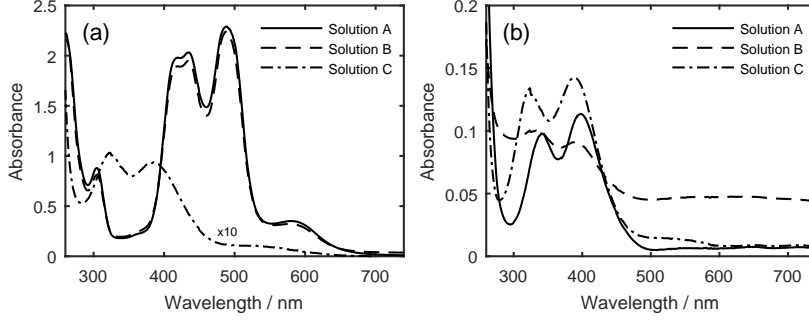 (a)
Solution A
Solution B
Solution C
x10
2.5
2
1.5
1
0.5
0
300
400
500
600
700
Absorbance
Wavelength / nm
(b)
Solution A
Solution B
Solution C
0.2
0.15
0.1
0.05
0
300
400
500
600
700
Absorbance
Wavelength / nm